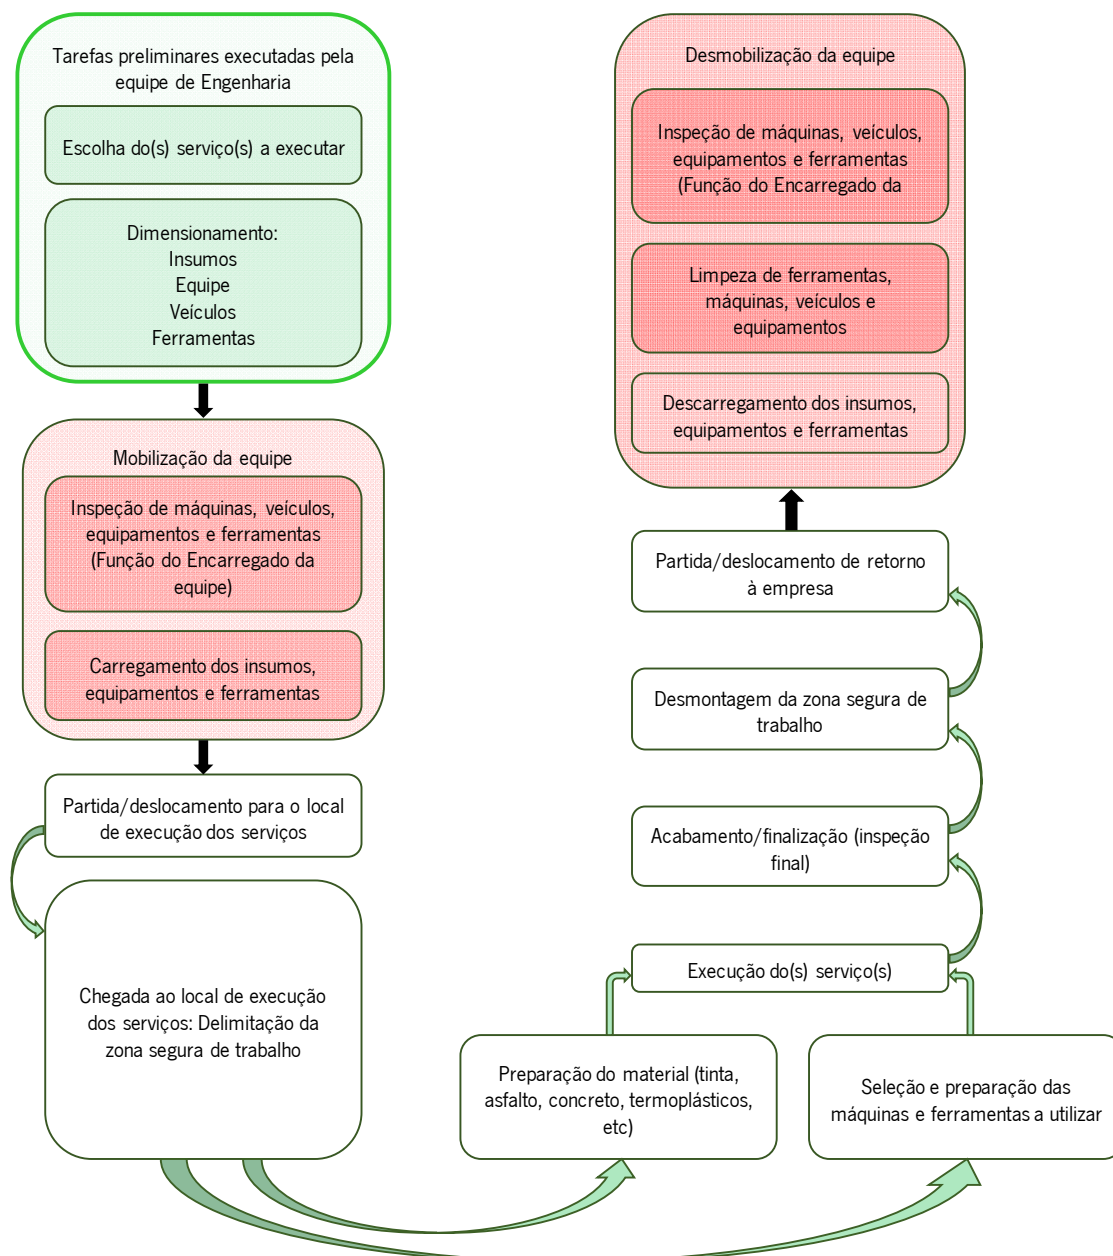 Tarefas preliminares executadas pela
equipe de Engenharia
Escolha do(s) serviço(s) a executar
Dimensionamento:
Insumos
Equipe
Veículos
Ferramentas
Mobilização da equipe
Inspeção de máquinas, veículos,
equipamentos e ferramentas
(Função do Encarregado da
equipe)
Carregamento dos insumos,
equipamentos e ferramentas
Partida/deslocamento para o local
de execução dos serviços
Chegada ao local de execução
dos serviços: Delimitação da
zona segura de trabalho
Preparação do material (tinta,
asfalto, concreto, termoplásticos,
etc)
Seleção e preparação das
máquinas e ferramentas a utilizar
Execução do(s) serviço(s)
Acabamento/finalização (inspeção
final)
Desmontagem da zona segura de
trabalho
Partida/deslocamento de retorno
à empresa
Desmobilização da equipe
Inspeção de máquinas, veículos,
equipamentos e ferramentas
(Função do Encarregado da
Limpeza de ferramentas,
máquinas, veículos e
equipamentos
Descarregamento dos insumos,
equipamentos e ferramentas